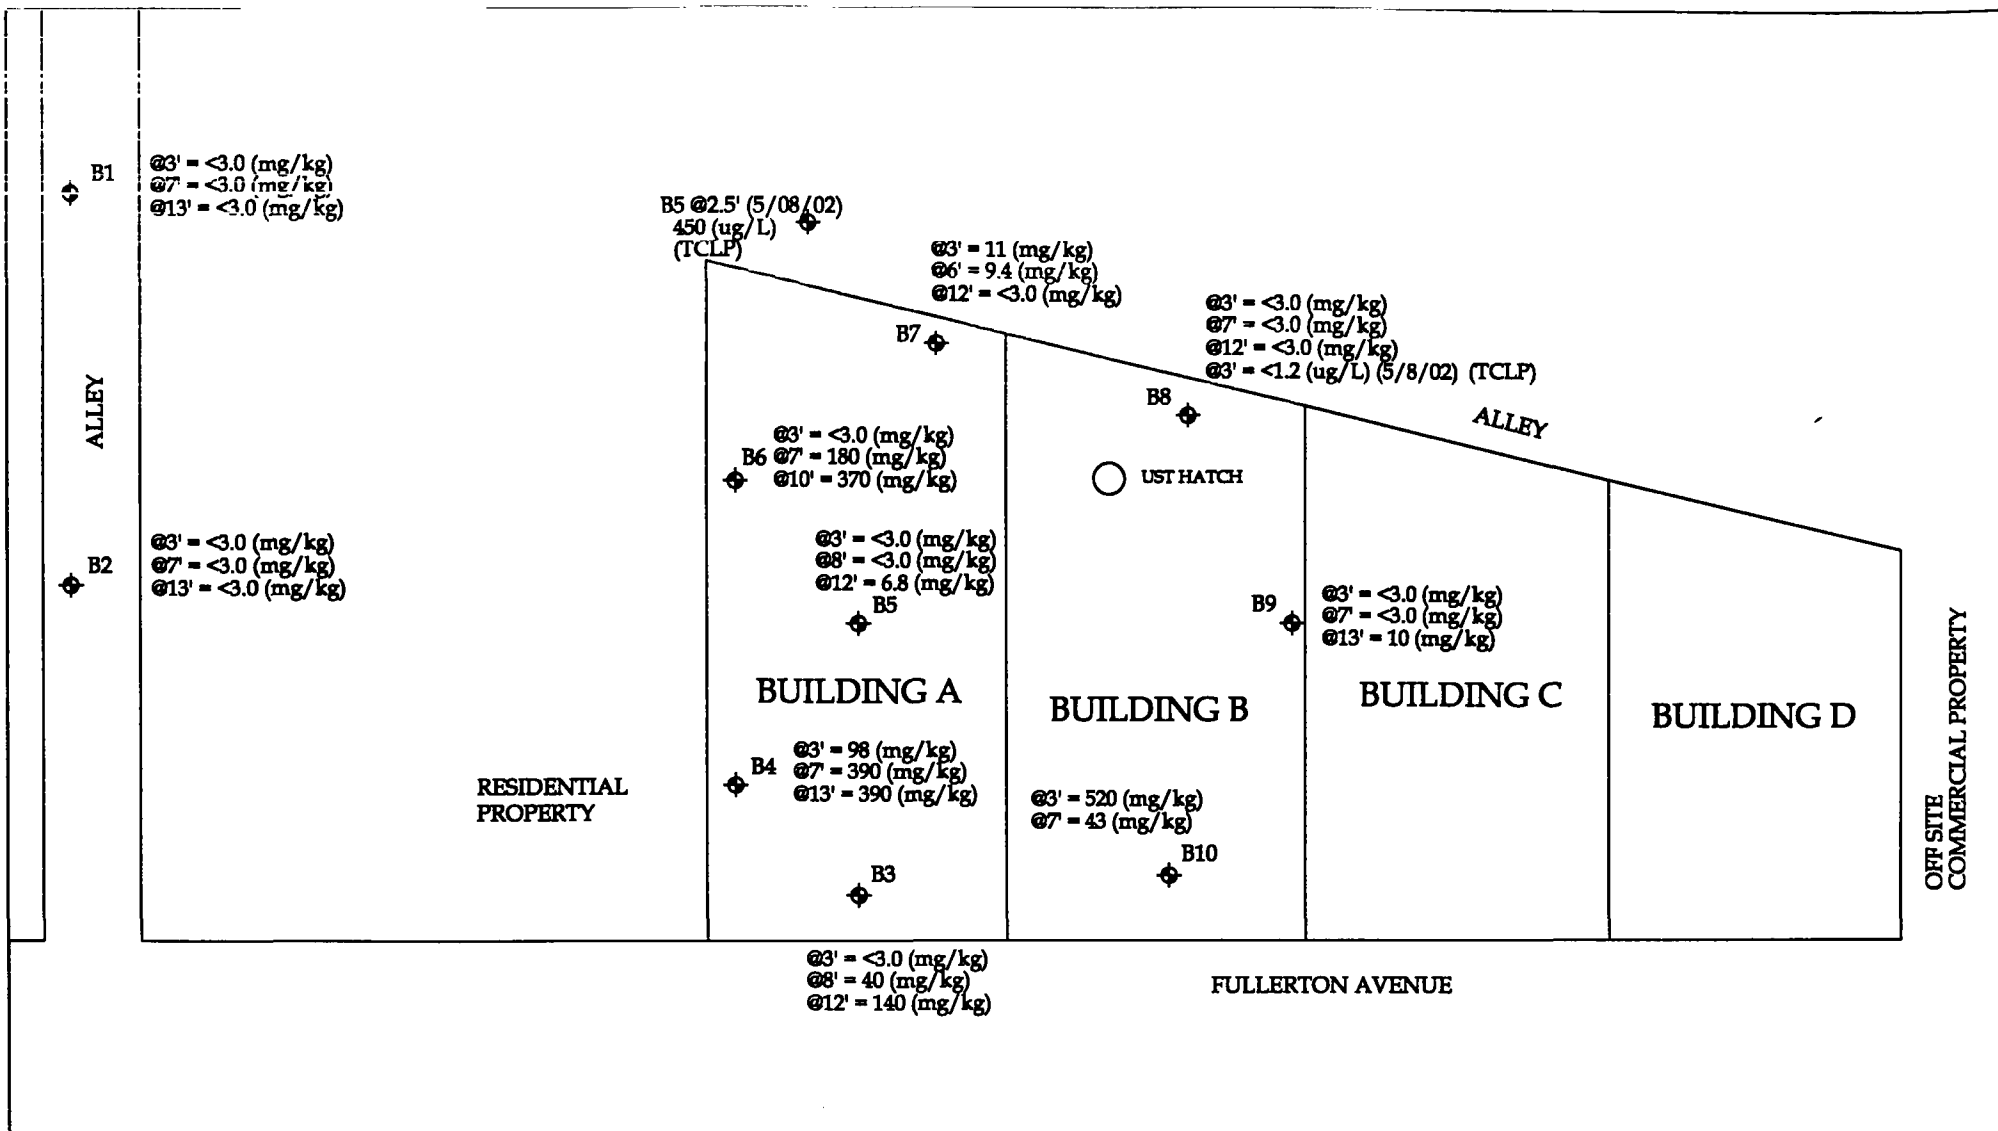 B1
@3' = <3.0 (mg/kg)
@7' = <3.0 (mg/kg)
@13' = <3.0 (mg/kg)
B5 @2.5' (5/08/02)
450 (ug/L)
(TCLP)
@3' = 11 (mg/kg)
@6' = 9.4 (mg/kg)
@12' = <3.0 (mg/kg)
B7
@3' = <3.0 (mg/kg)
@7' = <3.0 (mg/kg)
@12' = <3.0 (mg/kg)
@3' = <1.2 (ug/L) (5/8/02) (TCLP)
B8
ALLEY
ALLEY
@3' = <3.0 (mg/kg)
B6 @7' = 180 (mg/kg)
@10' = 370 (mg/kg)
UST HATCH
B2
@3' = <3.0 (mg/kg)
@7' = <3.0 (mg/kg)
@13' = <3.0 (mg/kg)
@3' = <3.0 (mg/kg)
@8' = <3.0 (mg/kg)
@12' = 6.8 (mg/kg)
B5
B9
@3' = <3.0 (mg/kg)
@7' = <3.0 (mg/kg)
@13' = 10 (mg/kg)
BUILDING A
BUILDING B
BUILDING C
BUILDING D
OFF SITE
COMMERCIAL PROPERTY
RESIDENTIAL
PROPERTY
B4
@3' = 98 (mg/kg)
@7' = 390 (mg/kg)
@13' = 390 (mg/kg)
@3' = 520 (mg/kg)
@7' = 43 (mg/kg)
B10
B3
@3' = <3.0 (mg/kg)
@8' = 40 (mg/kg)
@12' = 140 (mg/kg)
FULLERTON AVENUE